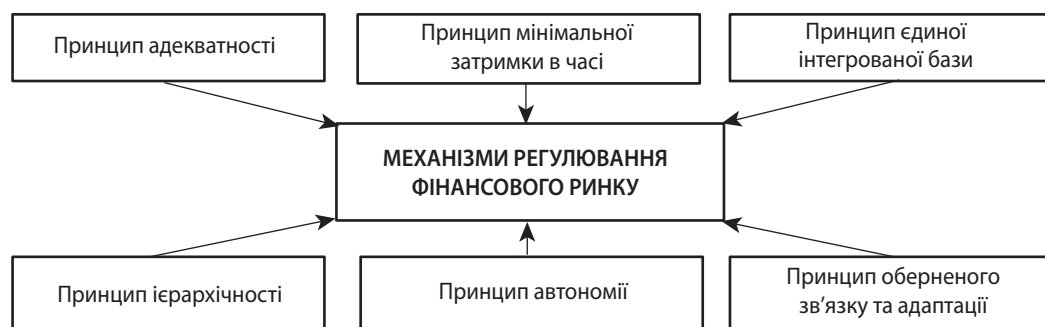 Принцип адекватності
Принцип мінімальної
затримки в часі
Принцип єдиної
інтегрованої бази
МЕХАНІЗМИ РЕГУЛЮВАННЯ
ФІНАНСОВОГО РИНКУ
Принцип ієрархічності
Принцип автономії
Принцип оберненого
зв'язку та адаптації